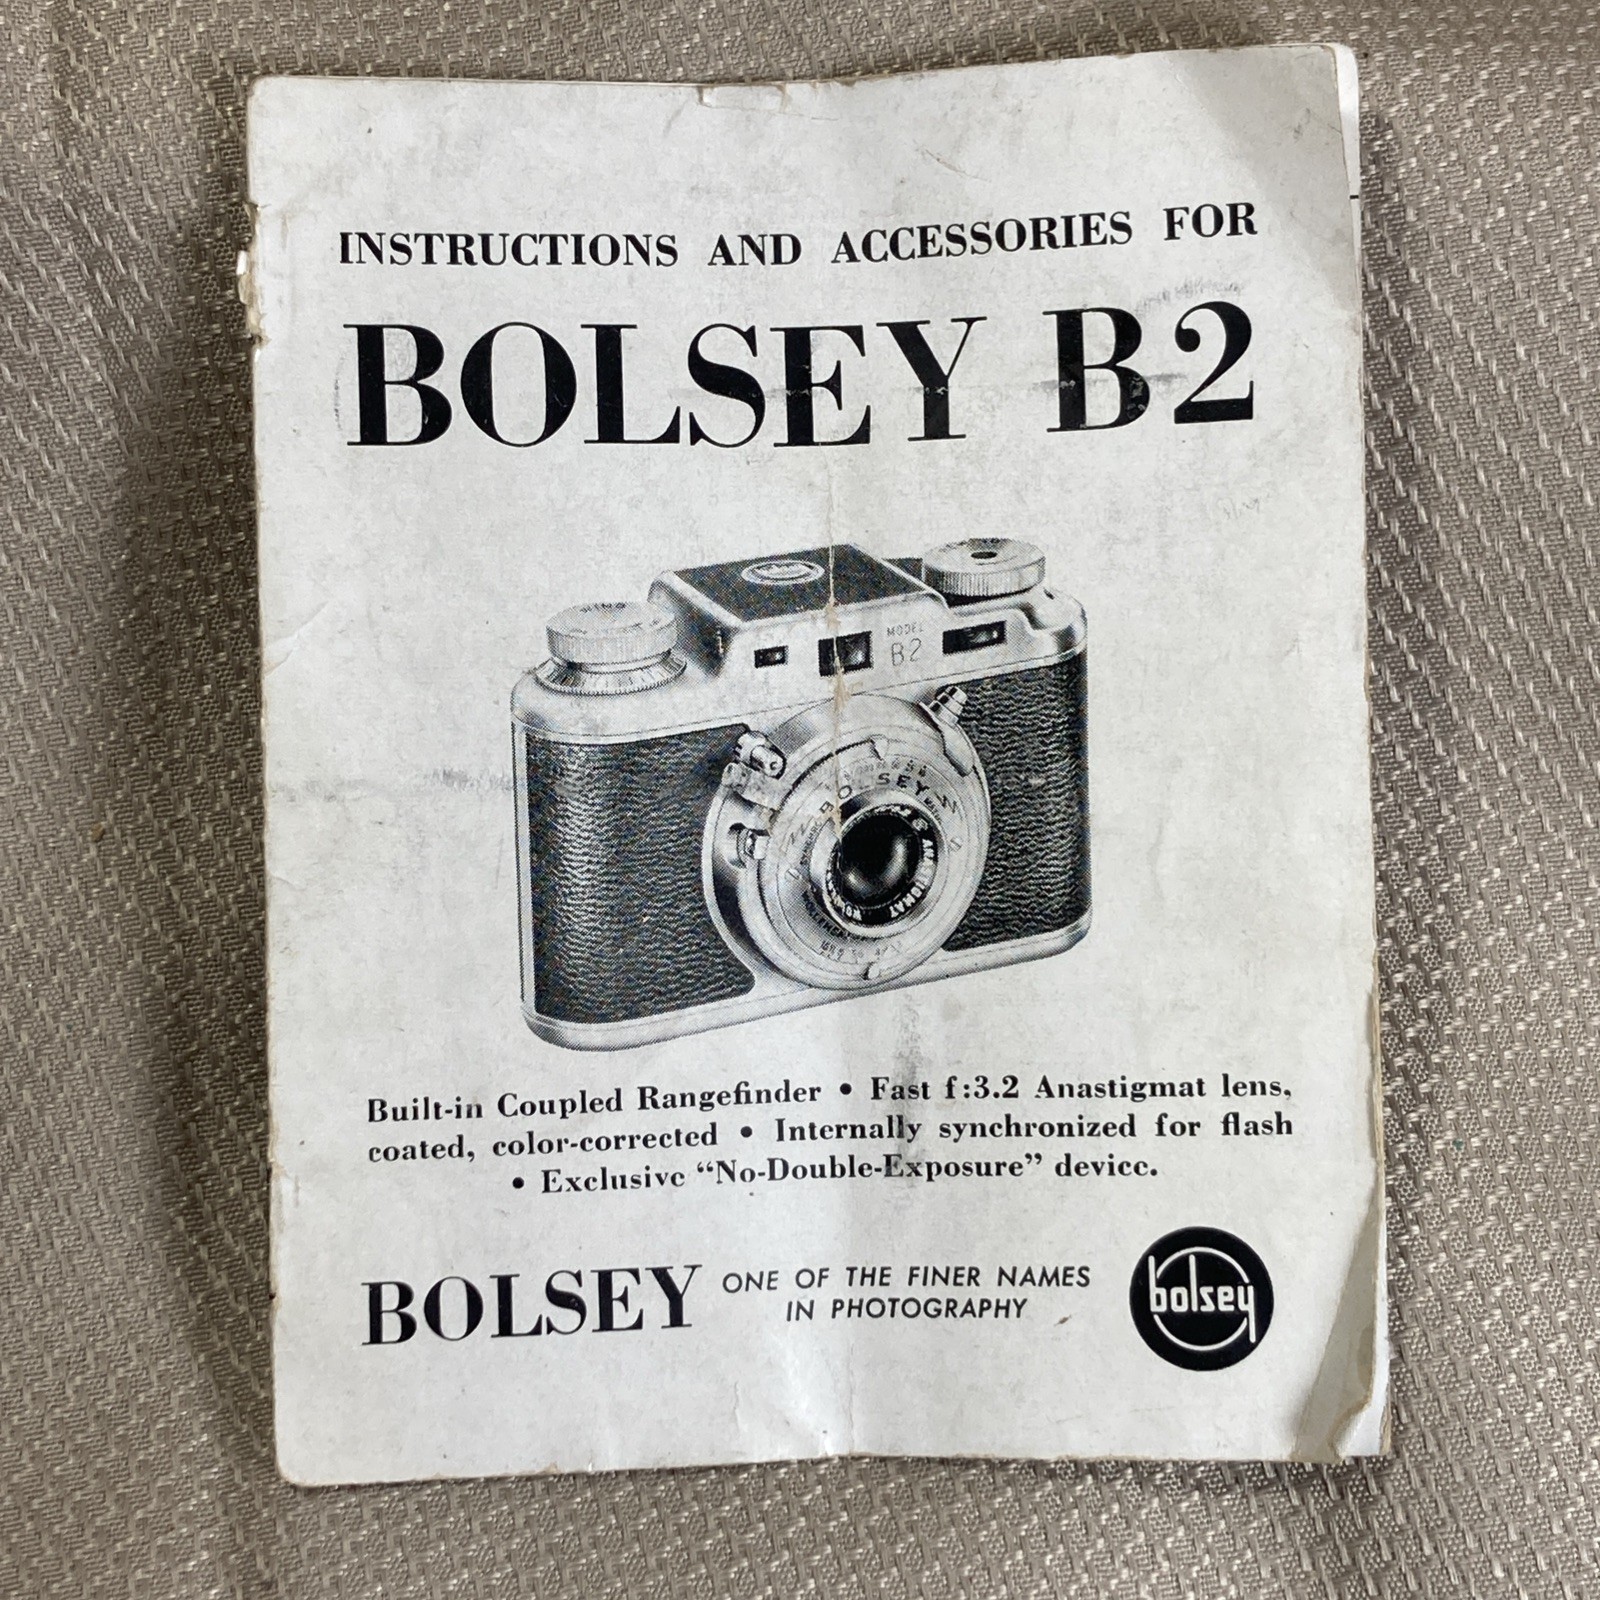 INSTRUCTIONS AND ACCESSORIES FOR
BOLSEY B2
MODEL
B2
BOLSEY
ANASTIGMAT
Built-in Coupled Rangefinder • Fast f:3.2 Anastigmat lens,
coated, color-corrected • Internally synchronized for flash
• Exclusive “No-Double-Exposure” device.
BOLSEY ONE OF THE FINER NAMES
IN PHOTOGRAPHY
bolsey